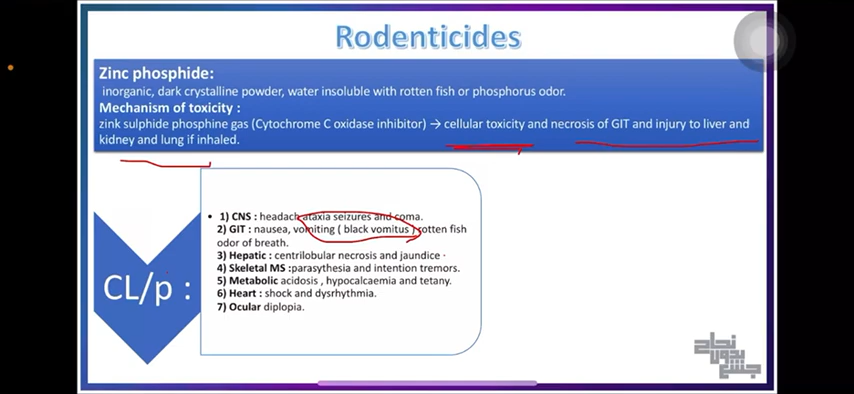 Rodenticides
Zinc phosphide:
inorganic, dark crystalline powder, water insoluble with rotten fish or phosphorus odor.
Mechanism of toxicity :
zink sulphide phosphine gas (Cytochrome C oxidase inhibitor) → cellular toxicity and necrosis of GIT and injury to liver and
kidney and lung if inhaled.
CL/p :
• 1) CNS : headach ataxia seizures and coma.
2) GIT : nausea, vomiting ( black vomitus ) rotten fish
odor of breath.
3) Hepatic : centrilobular necrosis and jaundice ·
4) Skeletal MS :parasythesia and intention tremors.
5) Metabolic acidosis , hypocalcaemia and tetany.
6) Heart : shock and dysrhythmia.
7) Ocular diplopia.
نجاح
بدون
جشع